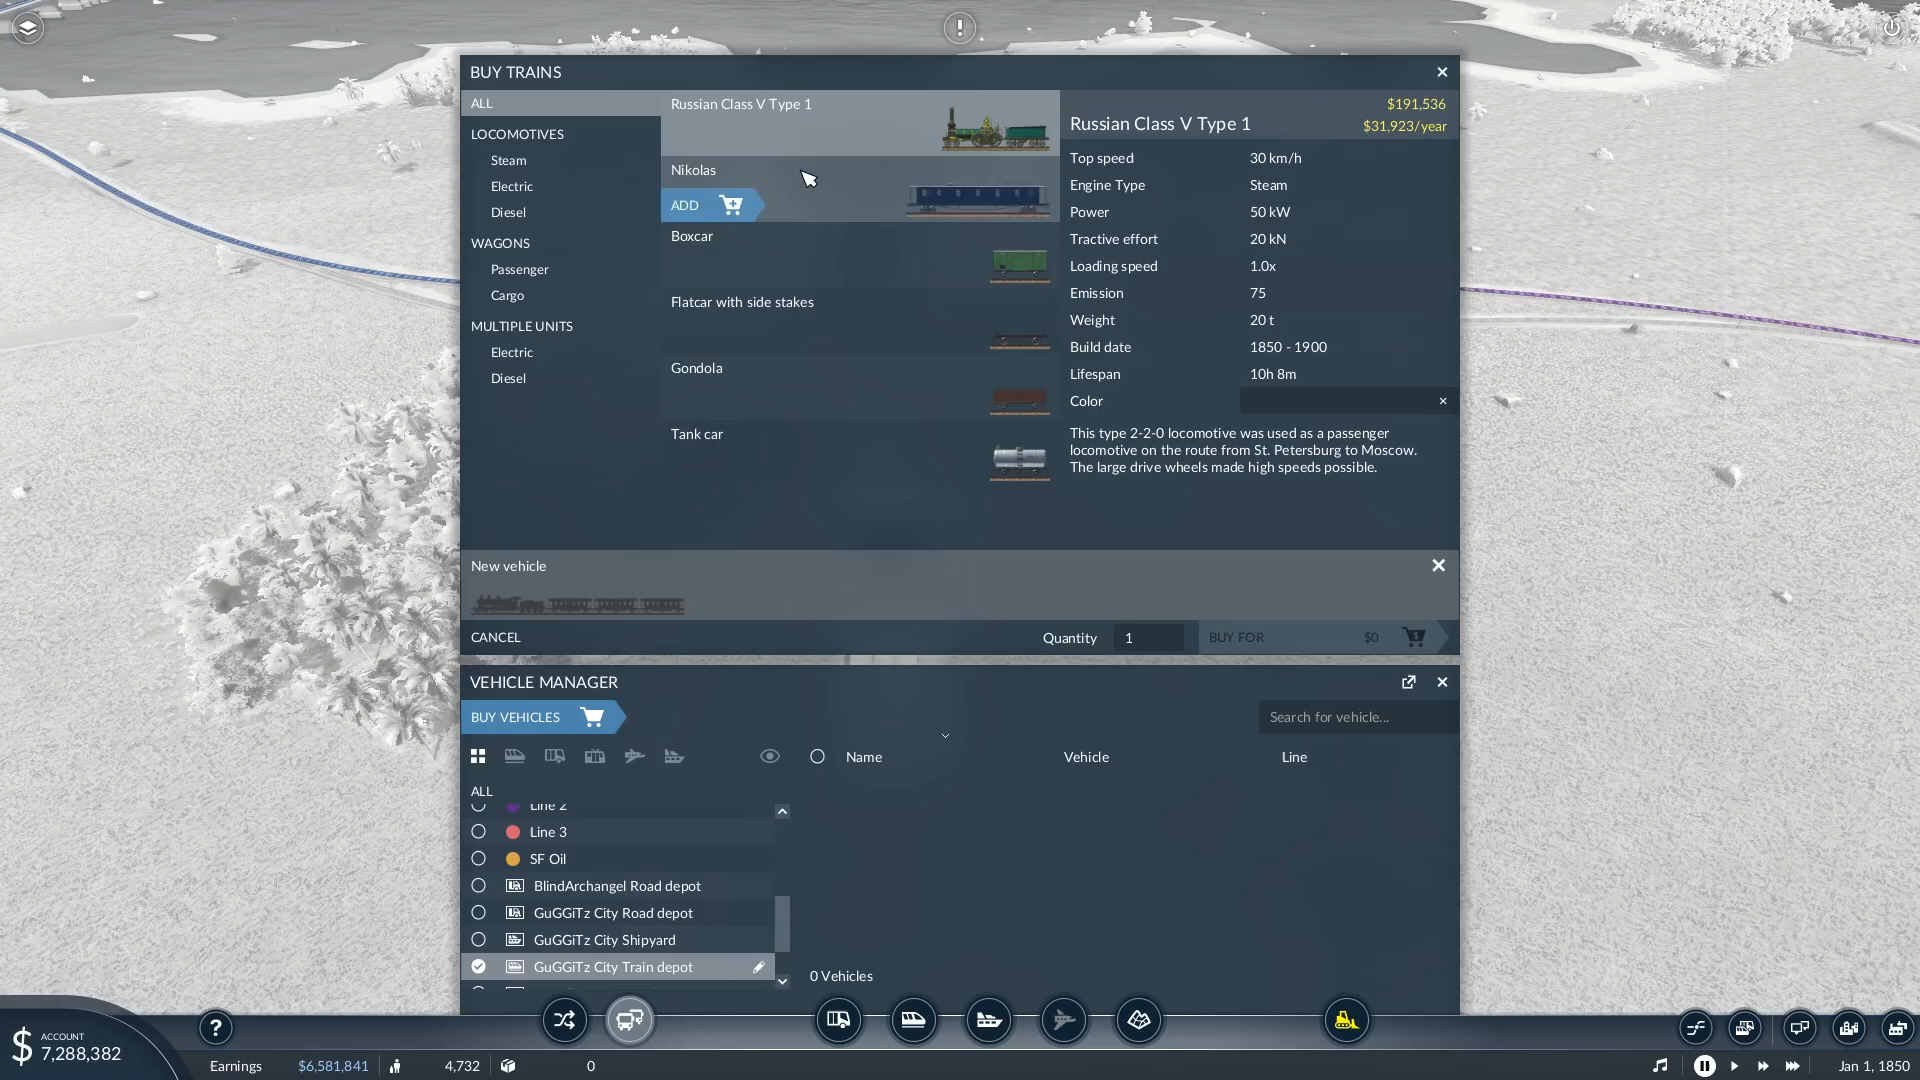 BUY TRAINS
ALL
LOCOMOTIVES
Steam
Electric
Diesel
WAGONS
Passenger
Cargo
MULTIPLE UNITS
Electric
Diesel
Russian Class V Type 1
Nikolas
ADD
Boxcar
Flatcar with side stakes
Gondola
Tank car
$191,536
Russian Class V Type 1
$31,923/year
Top speed 30 km/h
Engine Type Steam
Power 50 kW
Tractive effort 20 kN
Loading speed 1.0x
Emission 75
Weight 20 t
Build date 1850 - 1900
Lifespan 10h 8m
Color
This type 2-2-0 locomotive was used as a passenger
locomotive on the route from St. Petersburg to Moscow.
The large drive wheels made high speeds possible.
New vehicle
CANCEL
Quantity 1
BUY FOR $0
VEHICLE MANAGER
BUY VEHICLES
Search for vehicle...
Name Vehicle Line
ALL
Line 2
Line 3
SF Oil
BlindArchangel Road depot
GuGGiTz City Road depot
GuGGiTz City Shipyard
GuGGiTz City Train depot
0 Vehicles
$ ACCOUNT
7,288,382
?
Earnings $6,581,841 4,732 0
Jan 1, 1850